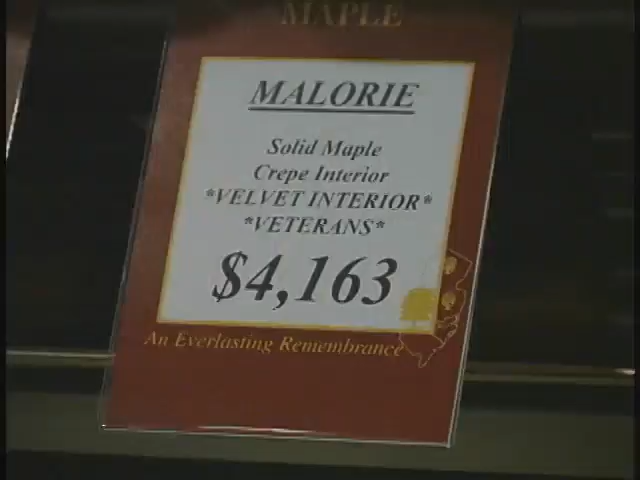 MAPLE
MALORIE
Solid Maple
Crepe Interior
*VELVET INTERIOR*
*VETERANS*
$4,163
An Everlasting Remembrance